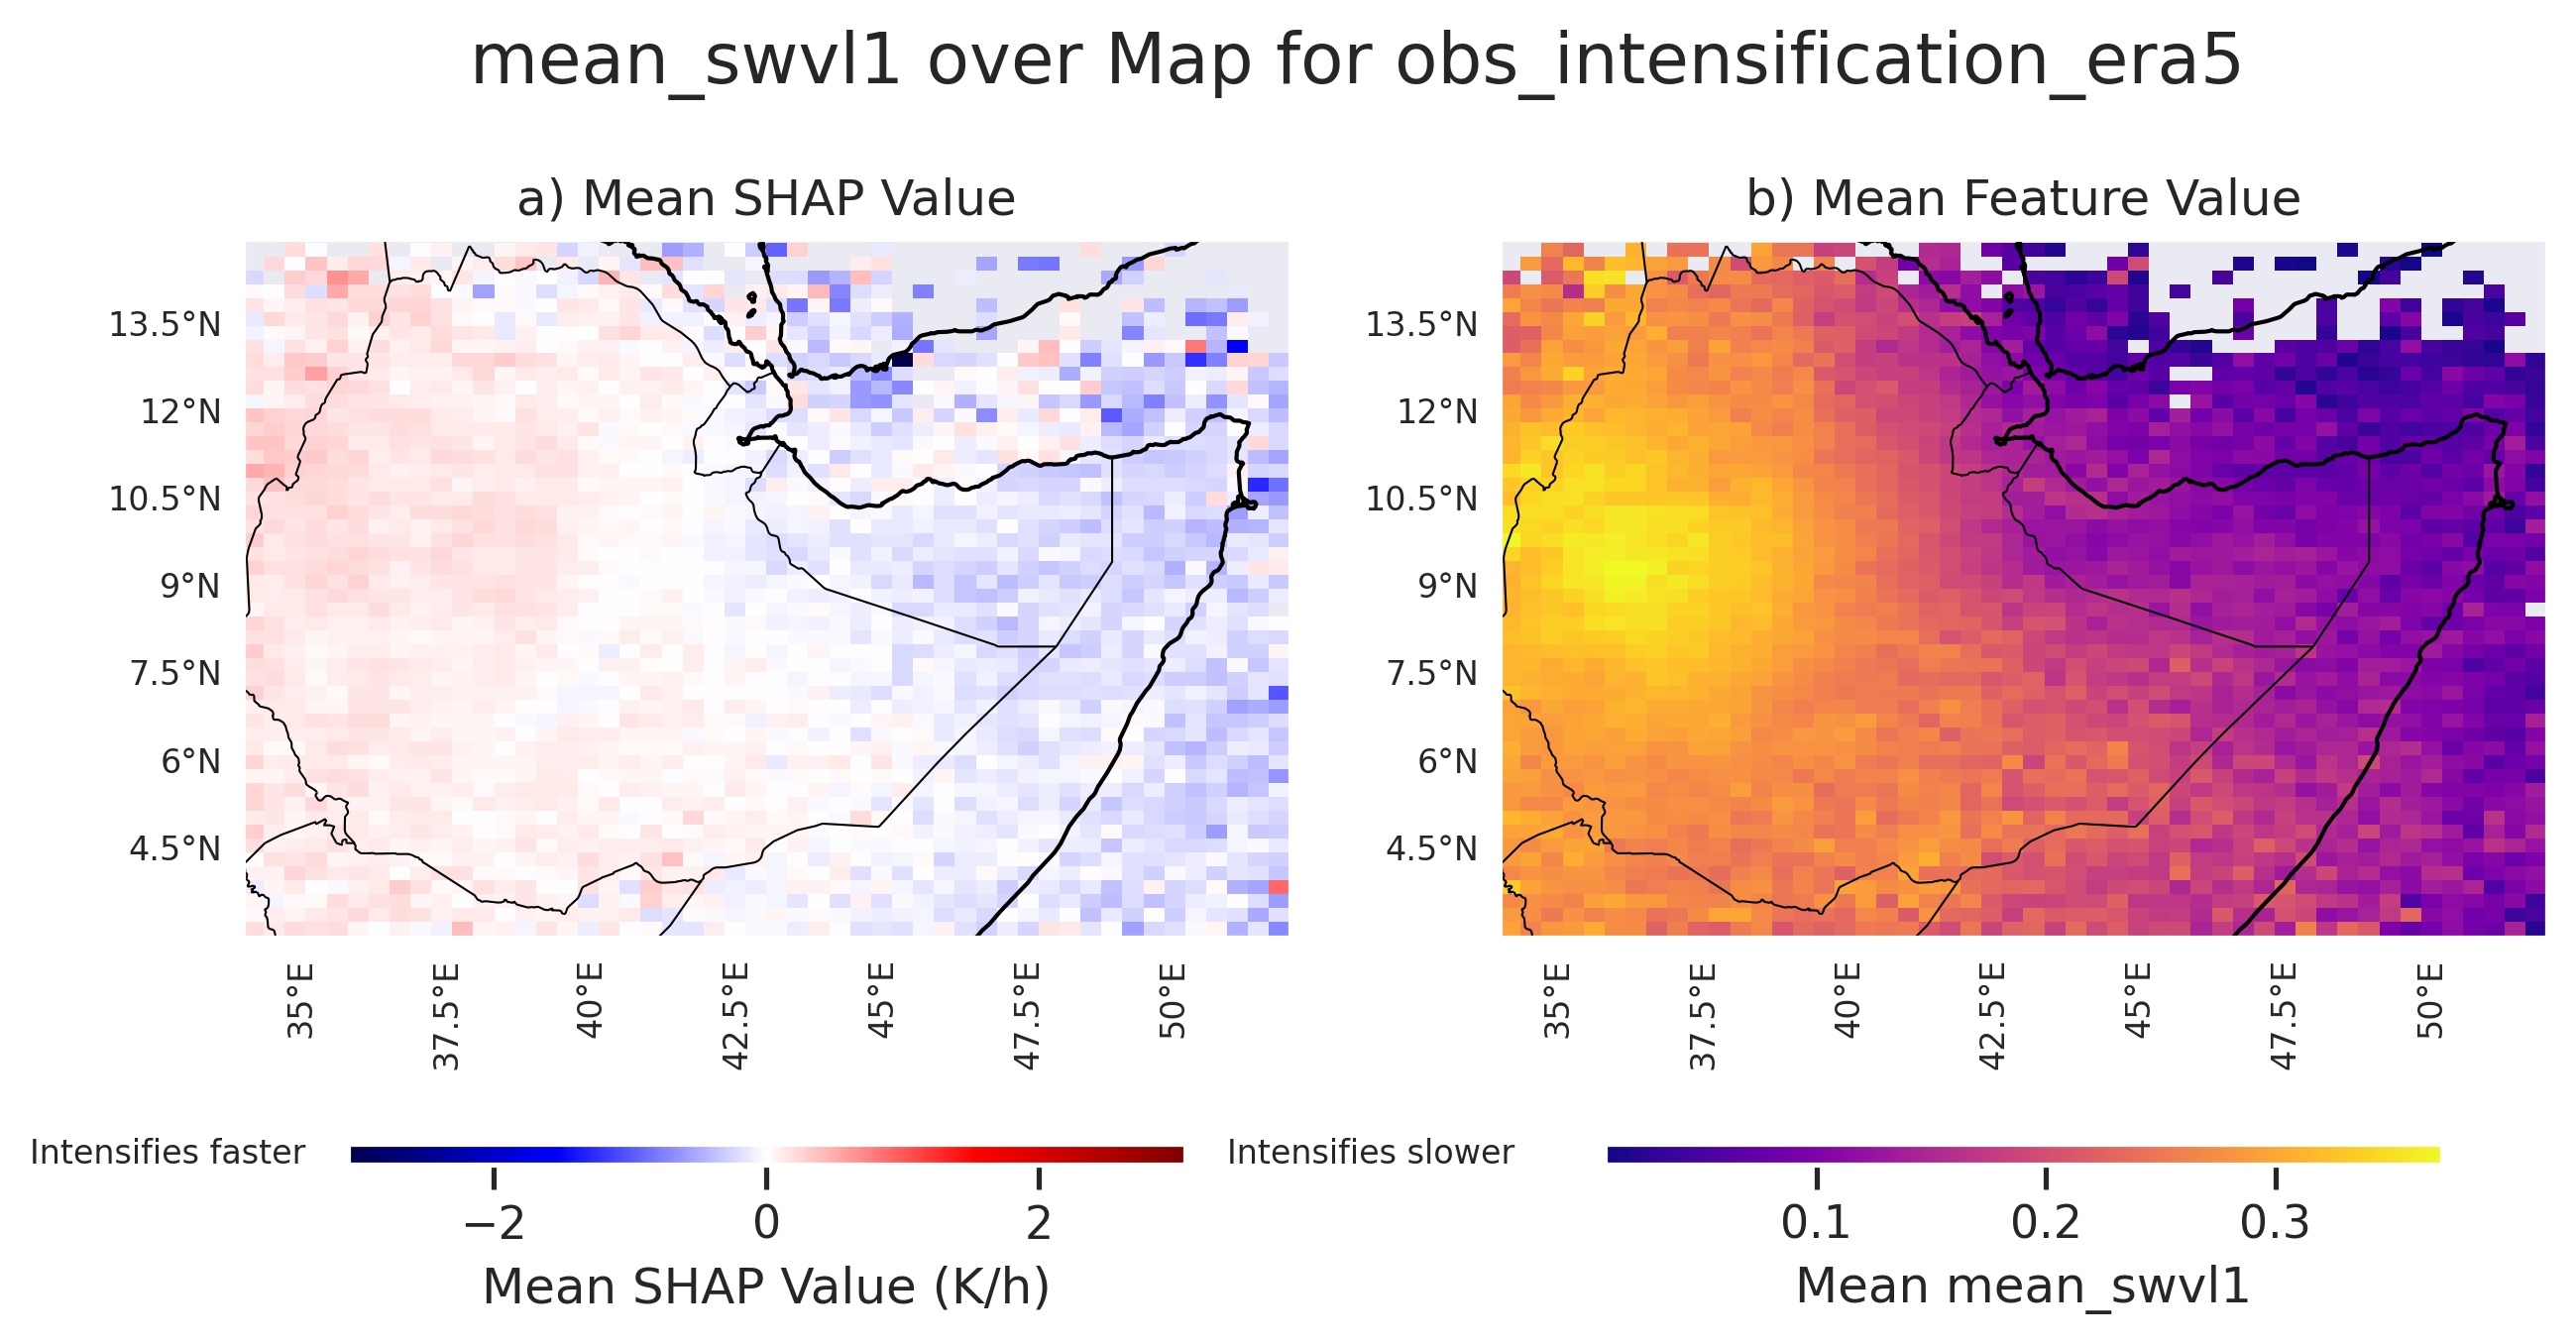 mean_swvl1 over Map for obs_intensification_era5
a) Mean SHAP Value
b) Mean Feature Value
13.5°N
12°N
10.5°N
9°N
7.5°N
6°N
4.5°N
35°E
37.5°E
40°E
42.5°E
45°E
47.5°E
50°E
13.5°N
12°N
10.5°N
9°N
7.5°N
6°N
4.5°N
35°E
37.5°E
40°E
42.5°E
45°E
47.5°E
50°E
Intensifies faster
Intensifies slower
−2
0
2
Mean SHAP Value (K/h)
0.1
0.2
0.3
Mean mean_swvl1